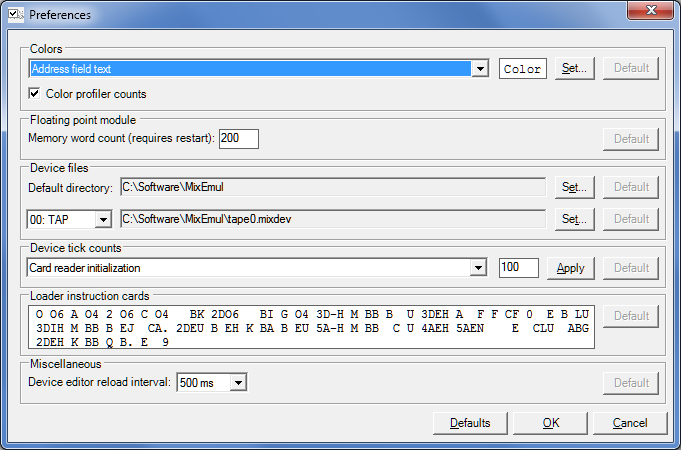 Preferences
Colors
Address field text Color Set... Default
Color profiler counts
Floating point module
Memory word count (requires restart): 200 Default
Device files
Default directory: C:\Software\MixEmul Set... Default
00: TAP C:\Software\MixEmul\tape0.mixdev Set... Default
Device tick counts
Card reader initialization 100 Apply Default
Loader instruction cards
O O6 A O4 2 O6 C O4   BK 2DO6   BI G O4 3D-H M BB B  U 3DEH A  F F CF 0  E B LU Default
3DIH M BB B EJ  CA. 2DEU B EH K BA B EU 5A-H M BB  C U 4AEH 5AEN    E  CLU  ABG
2DEH K BB Q B. E  9
Miscellaneous
Device editor reload interval: 500 ms Default
Defaults OK Cancel